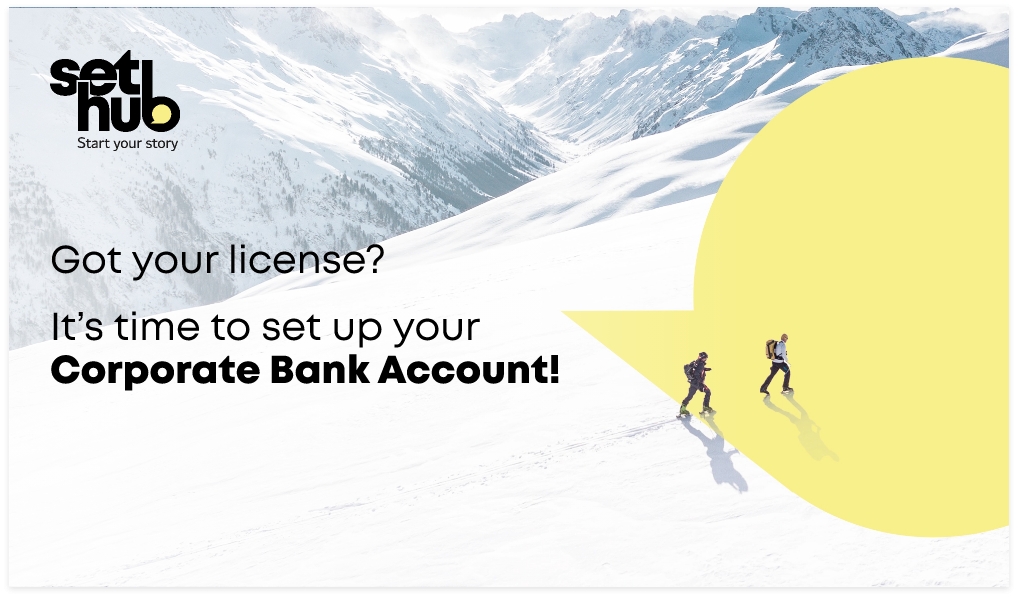 set
hub
Start your story
Got your license?
It's time to set up your
Corporate Bank Account!